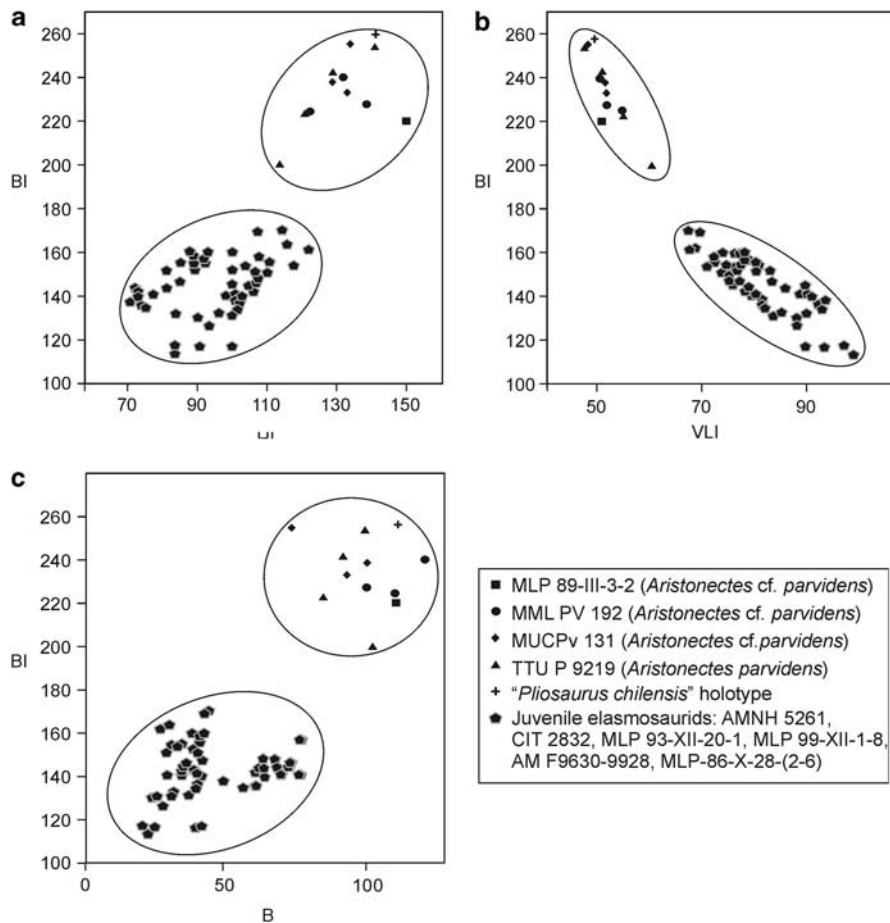 a
260
240
220
200
BI
180
160
140
120
100
70 90 110 130 150
b
260
240
220
200
BI
180
160
140
120
100
50 70 90
VLI
c
260
240
220
BI
200
180
160
140
120
100
0 50 100
B
MLP 89-III-3-2 (Aristonectes cf. parvidens)
MML PV 192 (Aristonectes cf. parvidens)
MUCPv 131 (Aristonectes cf.parvidens)
TTU P 9219 (Aristonectes parvidens)
"Pliosaurus chilensis" holotype
Juvenile elasmosaurids: AMNH 5261,
CIT 2832, MLP 93-XII-20-1, MLP 99-XII-1-8,
AM F9630-9928, MLP-86-X-28-(2-6)